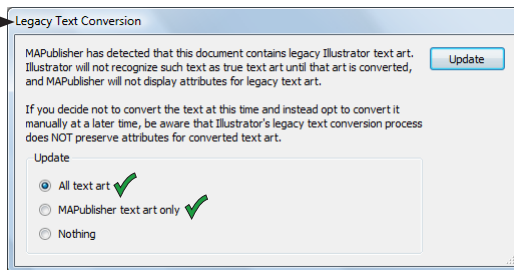 Legacy Text Conversion
MAPublisher has detected that this document contains legacy Illustrator text art.
Illustrator will not recognize such text as true text art until that art is converted,
and MAPublisher will not display attributes for legacy text art.
Update
If you decide not to convert the text at this time and instead opt to convert it
manually at a later time, be aware that Illustrator's legacy text conversion process
does NOT preserve attributes for converted text art.
Update
All text art
MAPublisher text art only
Nothing